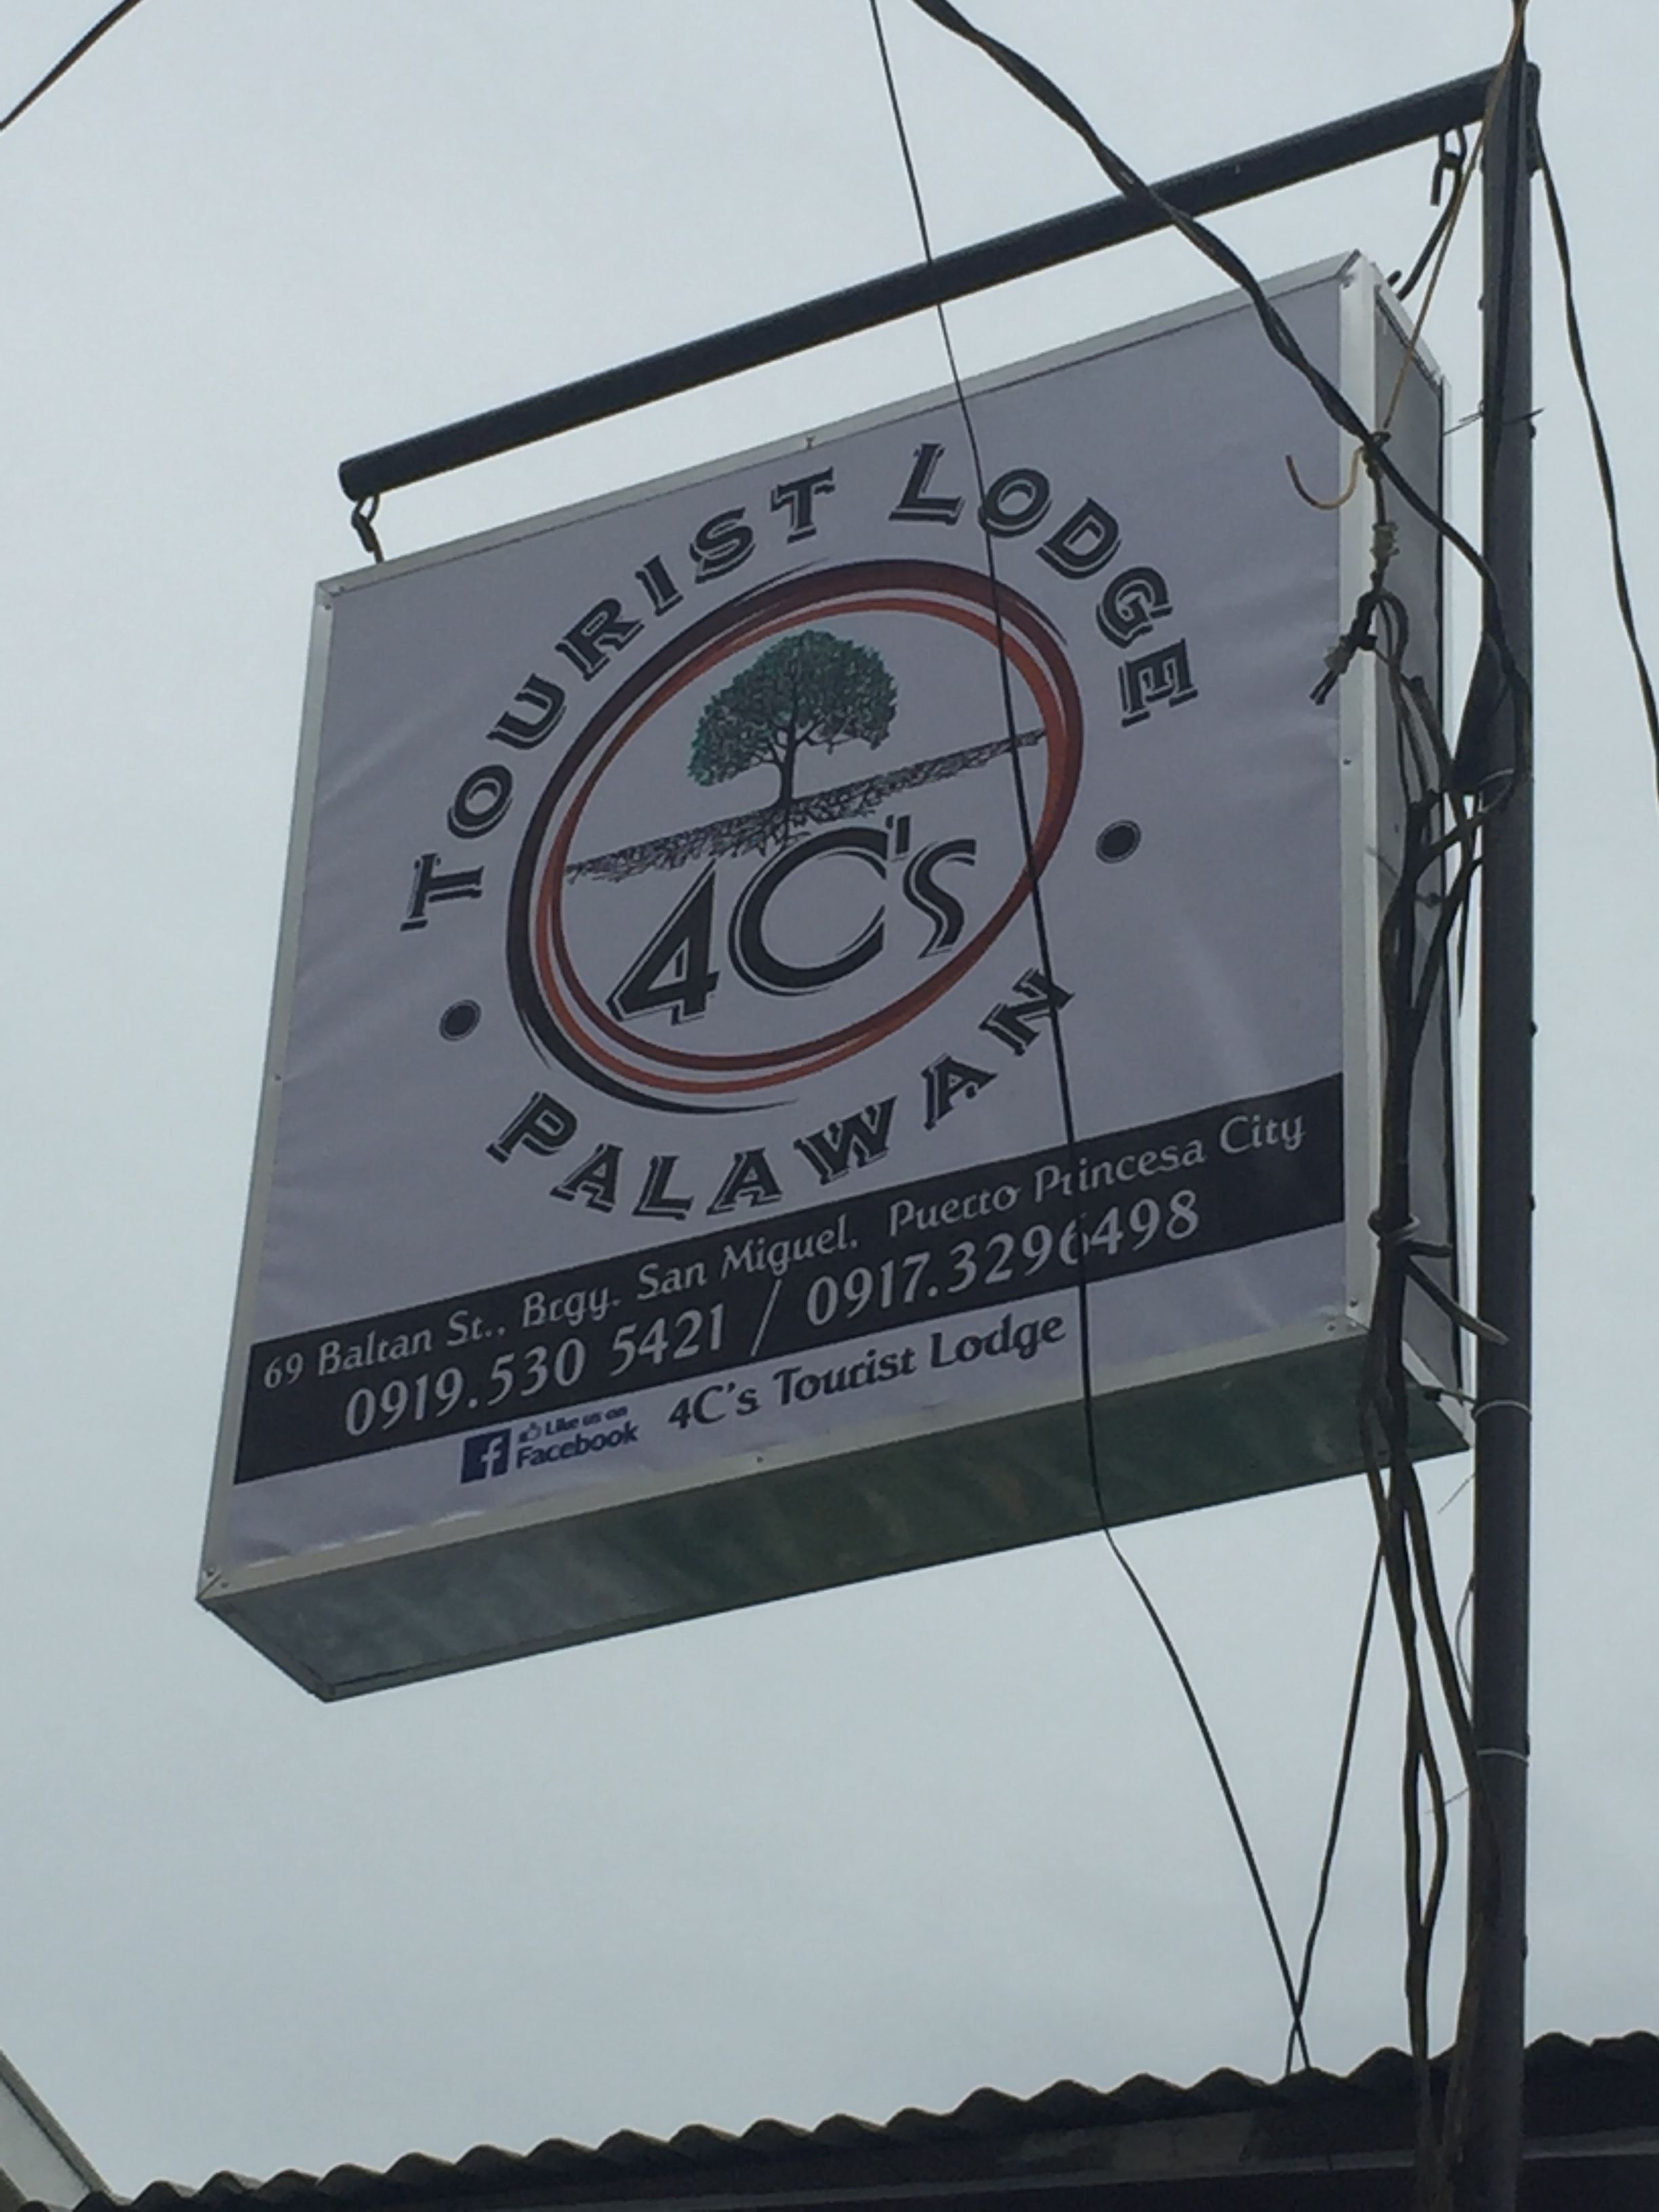 TOURIST LODGE
4C's
PALAWAN
69 Baltan St., Brgy. San Miguel, Puerto Princesa City
0919.530 5421 / 0917.3296498
Like us on
Facebook
4C's Tourist Lodge